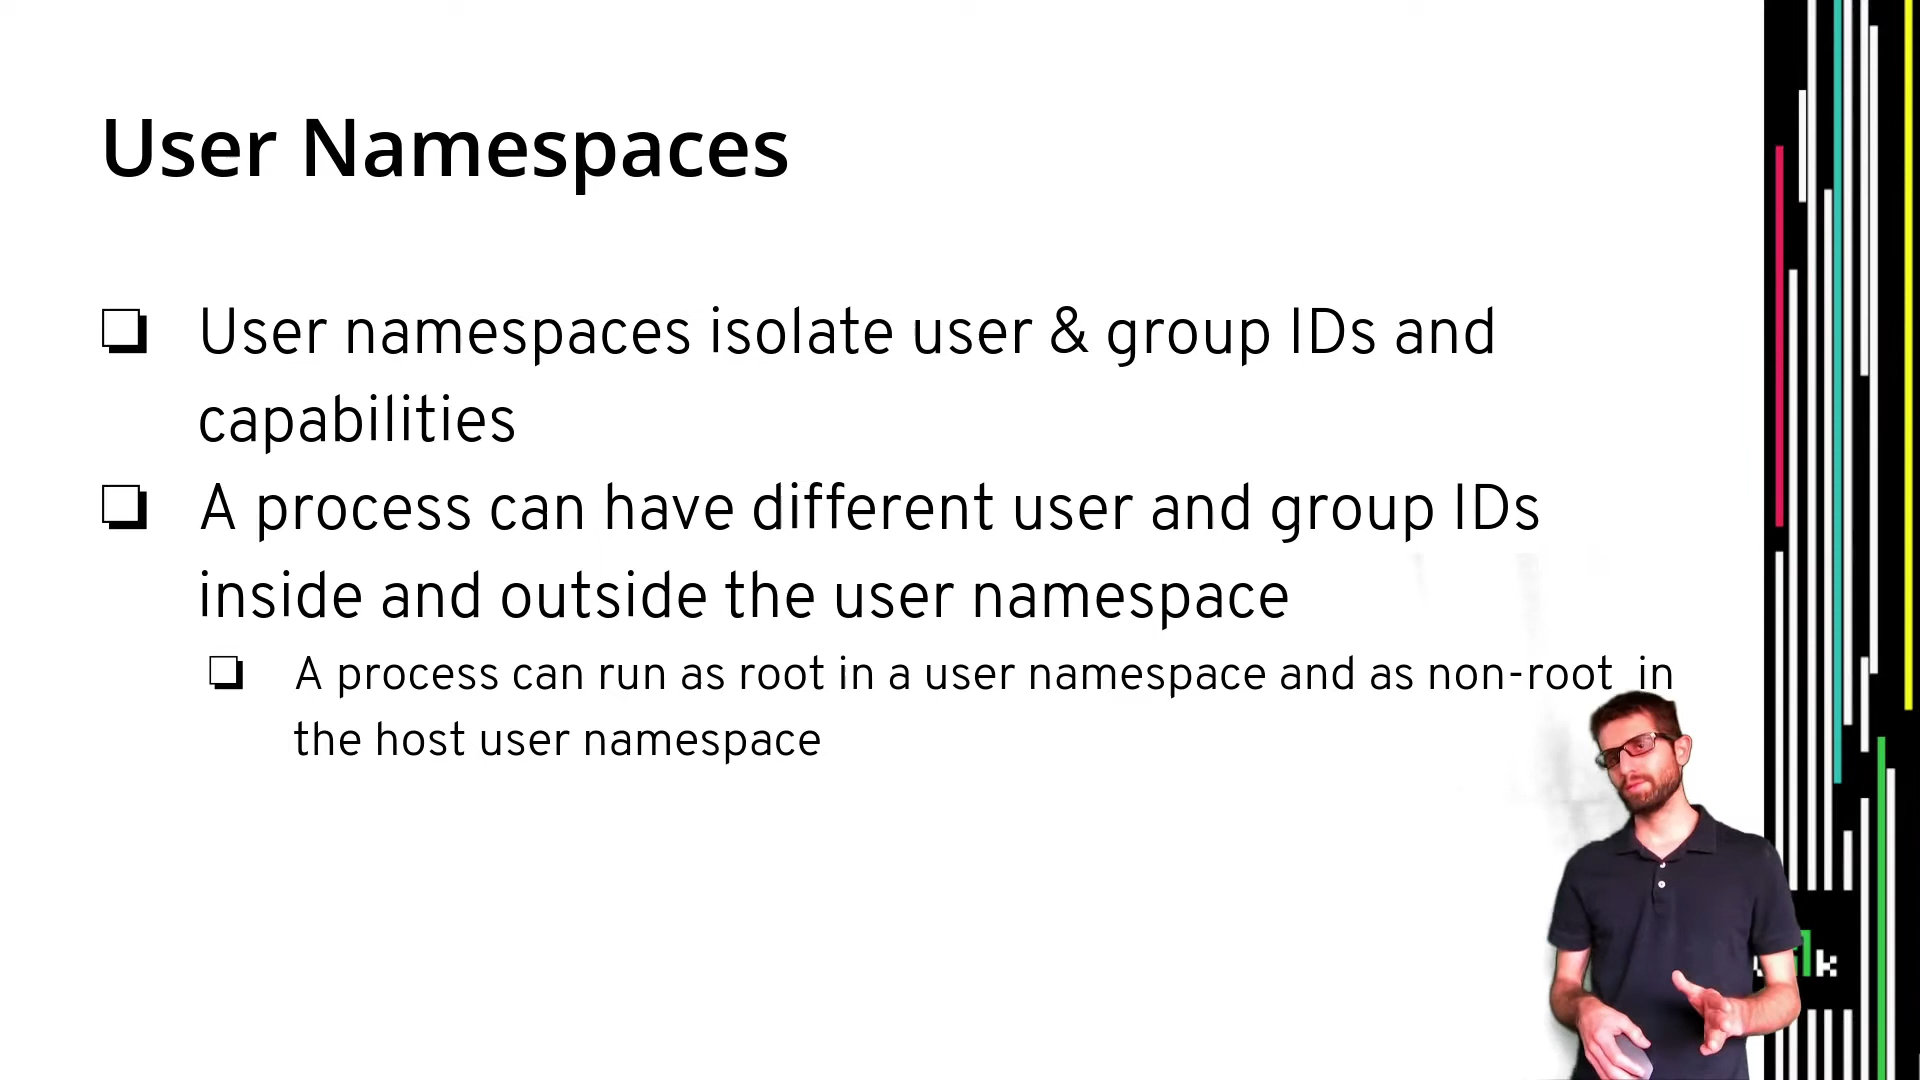 User Namespaces
User namespaces isolate user & group IDs and
capabilities
A process can have different user and group IDs
inside and outside the user namespace
A process can run as root in a user namespace and as non-root in
the host user namespace